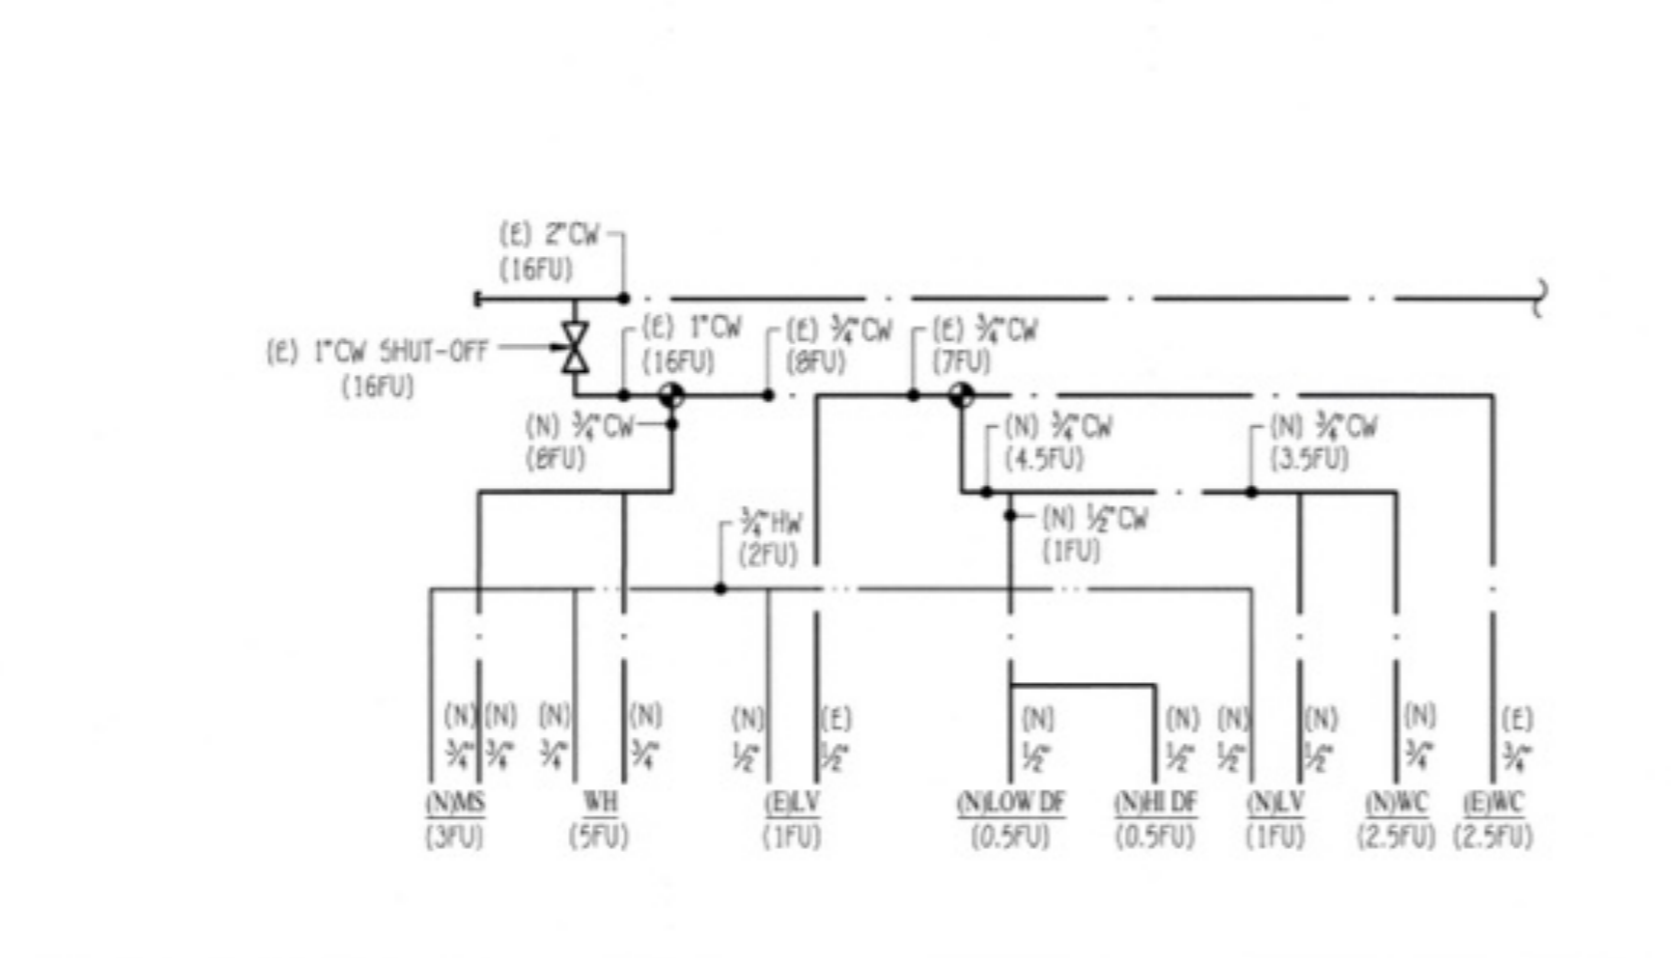 (E) 2"CW
(16FU)
(E) 1"CW SHUT-OFF
(16FU)
(E) 1"CW
(16FU)
(E) ¾"CW
(8FU)
(E) ¾"CW
(7FU)
(N) ¾"CW
(8FU)
(N) ¾"CW
(4.5FU)
(N) ¾"CW
(3.5FU)
¾"HW
(2FU)
(N) ½"CW
(1FU)
(N) (N) (N) (N) (N) (E) (N) (N) (N) (N) (N) (E)
¾" ¾" ¾" ¾" ½" ½" ½" ½" ½" ½" ¾" ¾"
(N)MS WH (E)LV (N)LOW DF (N)HI DF (N)LV (N)WC (E)WC
(3FU) (5FU) (1FU) (0.5FU) (0.5FU) (1FU) (2.5FU) (2.5FU)